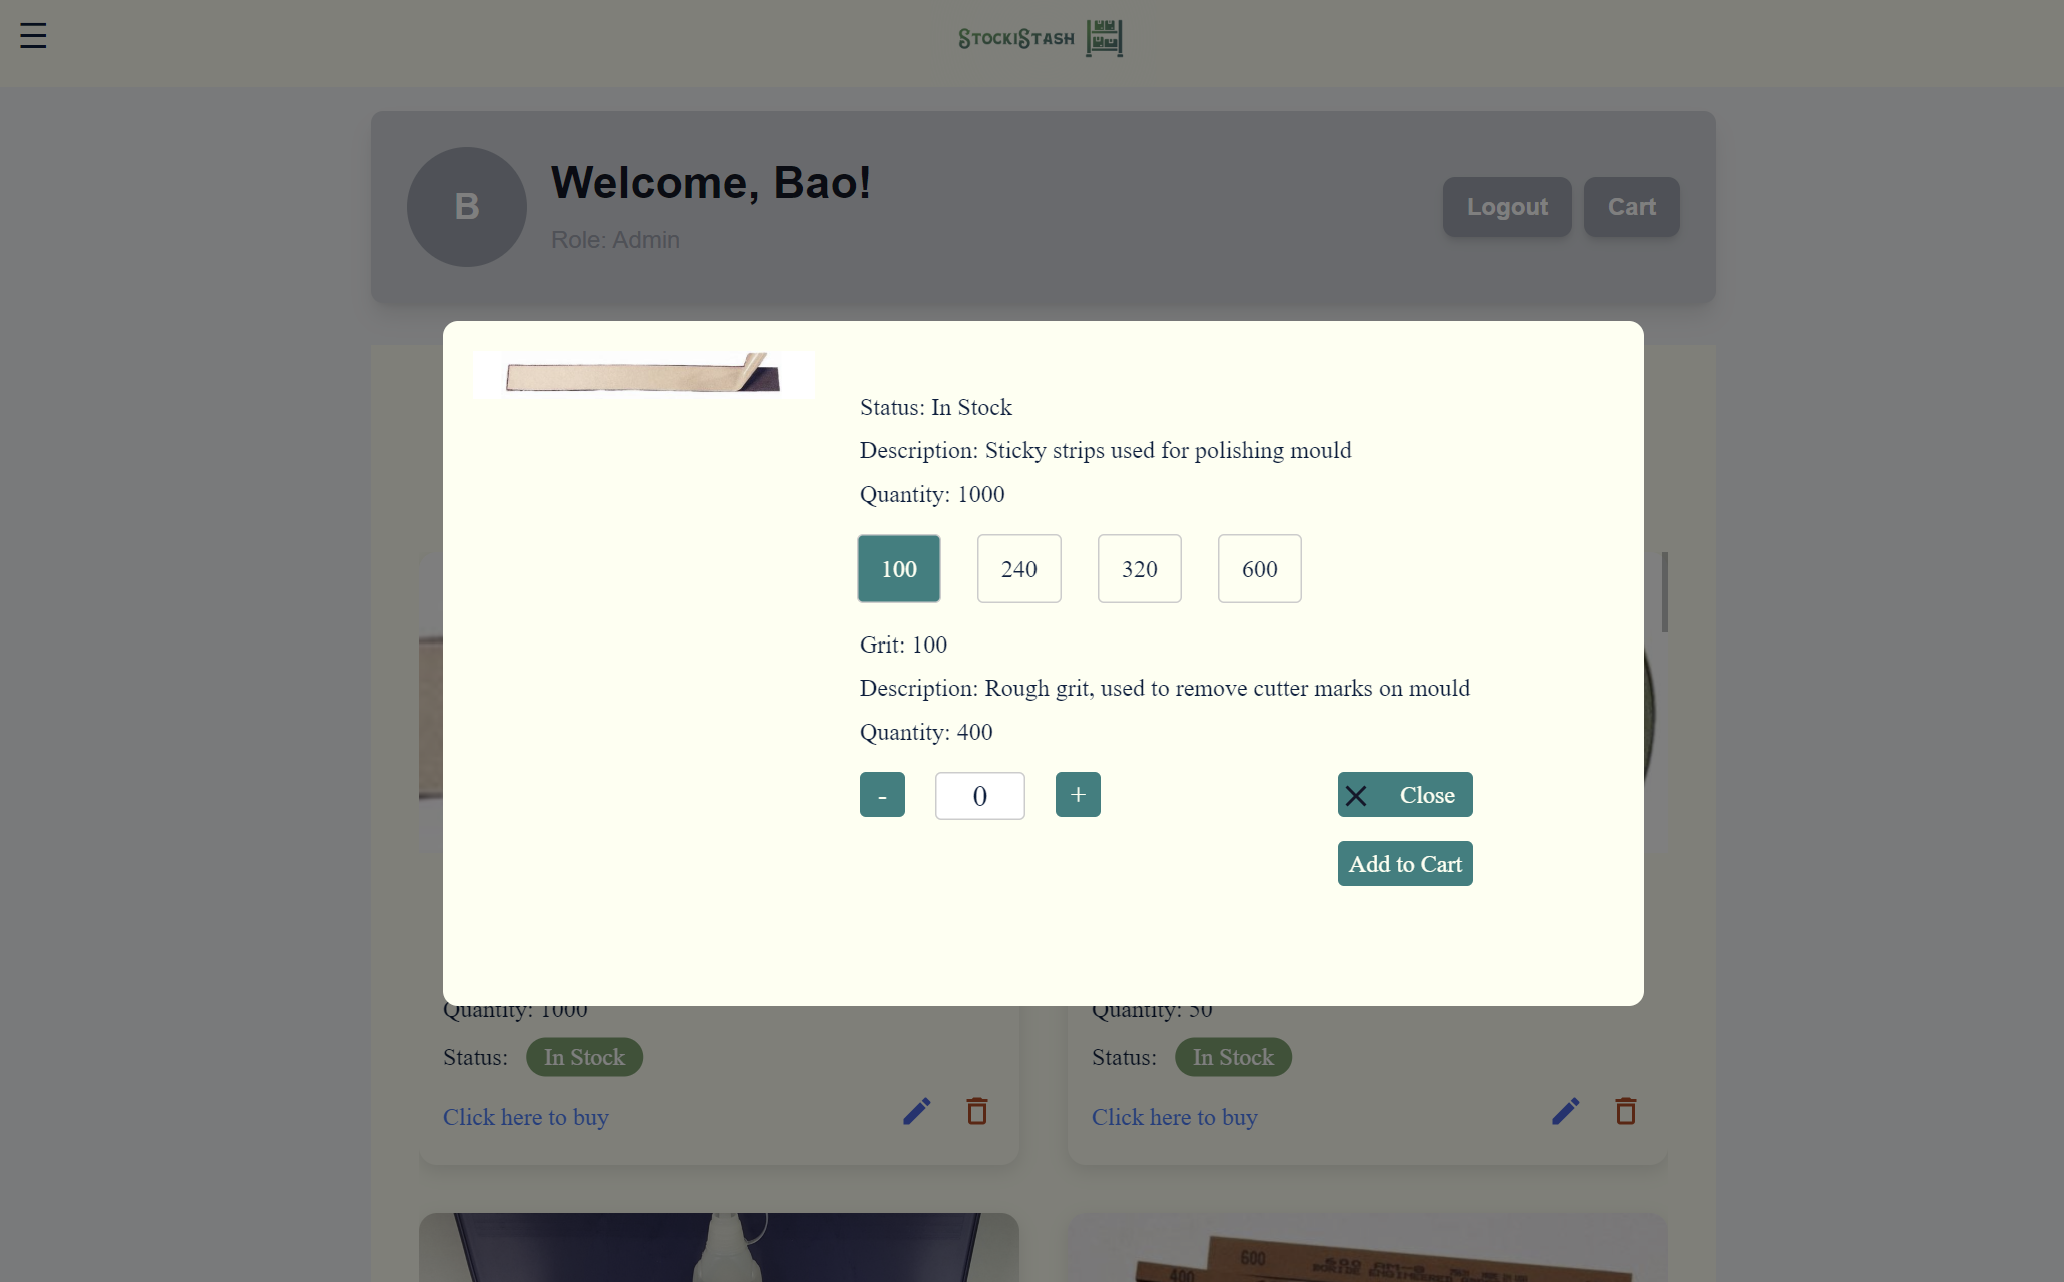 StockiStash
B
Welcome, Bao!
Role: Admin
Logout
Cart
Status: In Stock
Description: Sticky strips used for polishing mould
Quantity: 1000
100
240
320
600
Grit: 100
Description: Rough grit, used to remove cutter marks on mould
Quantity: 400
-
0
+
Close
Add to Cart
Quantity: 1000
Status: In Stock
Click here to buy
Quantity: 50
Status: In Stock
Click here to buy
600
400